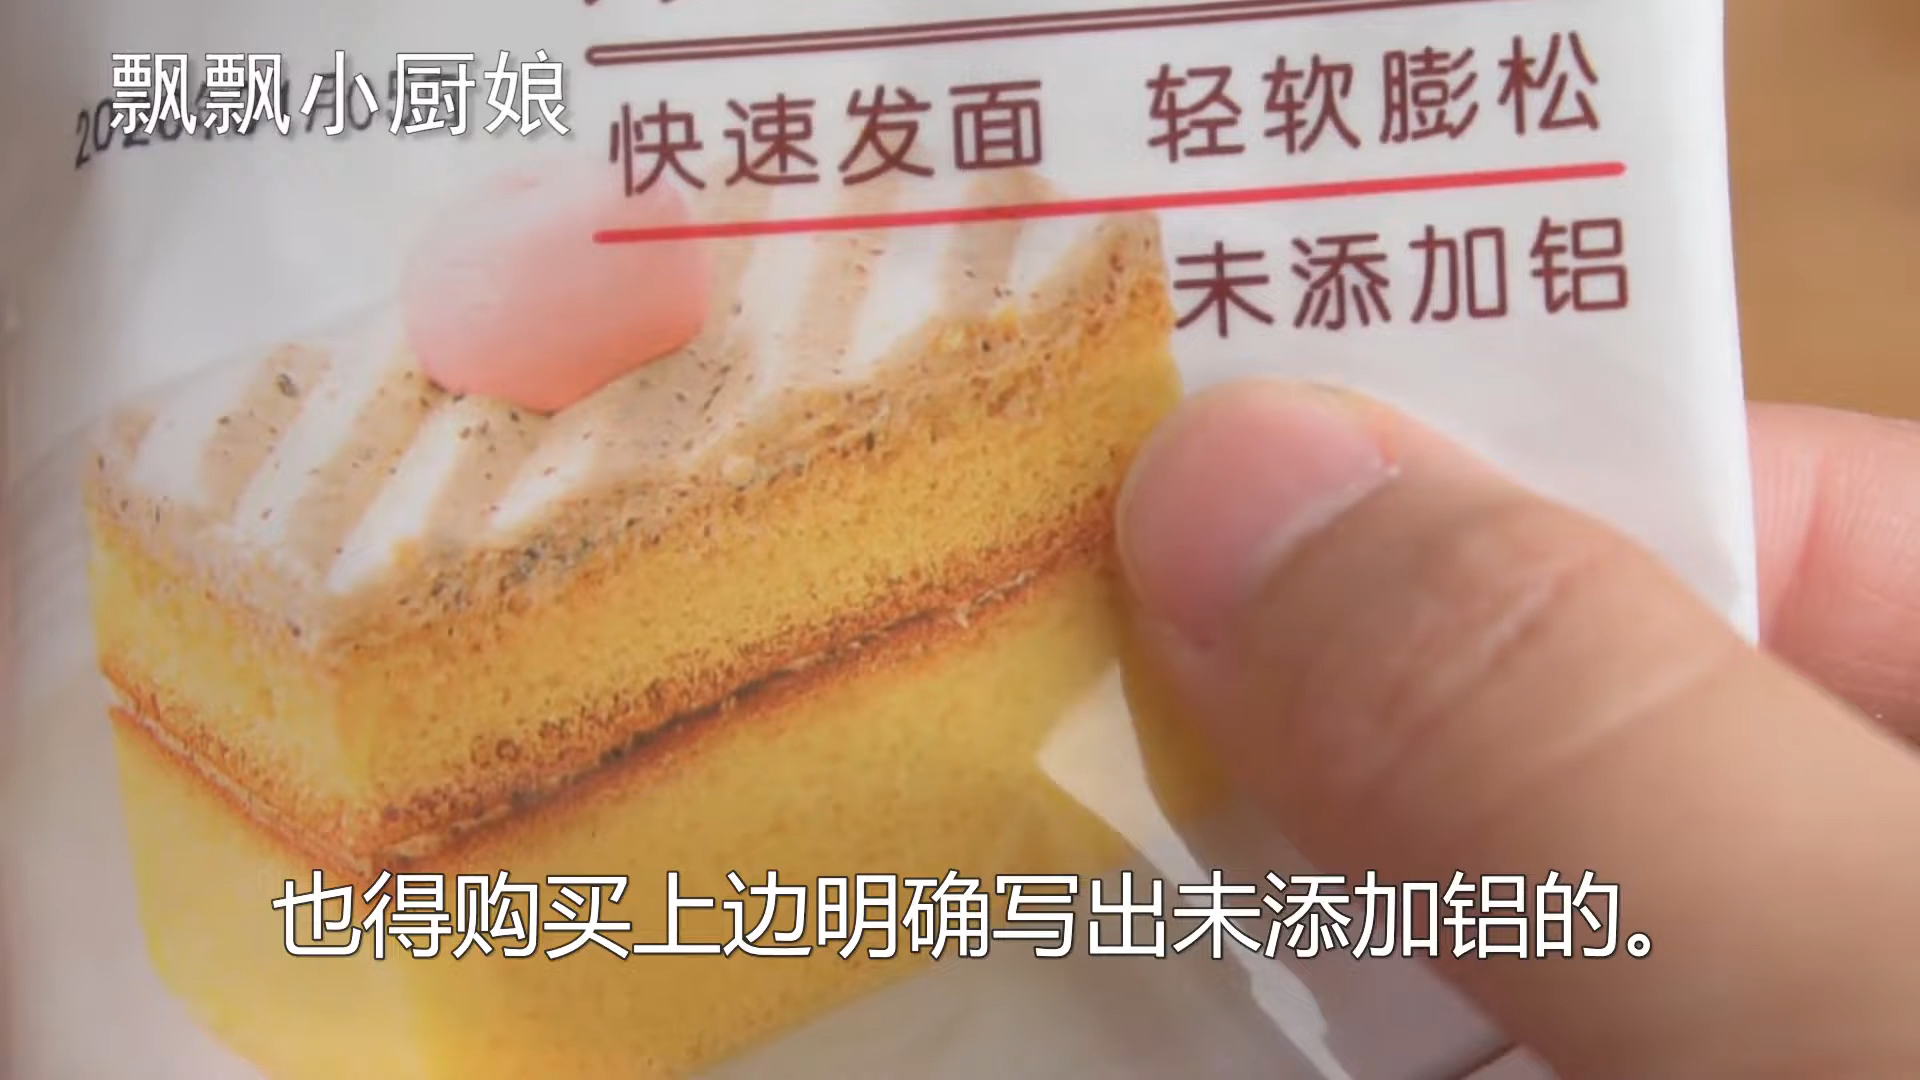 飘飘小厨娘
快速发面 轻软膨松
未添加铝
也得购买上边明确写出未添加铝的。